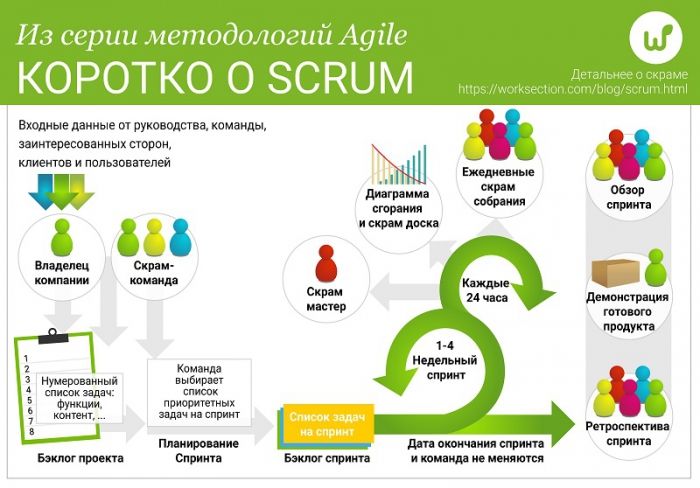 Из серии методологий Agile
КОРОТКО О SCRUM
Детальнее о скраме
https://worksection.com/blog/scrum.html
Входные данные от руководства, команды,
заинтересованных сторон,
клиентов и пользователей
Владелец
компании
Скрам-
команда
Диаграмма
сгорания
и скрам доска
Ежедневные
скрам
собрания
Обзор
спринта
Скрам
мастер
Каждые
24 часа
Демонстрация
готового
продукта
1-4
Недельный
спринт
1
2
3
4
5
6
7
8
Нумерованный
список задач:
функции,
контент, ...
Команда
выбирает
список
приоритетных
задач на спринт
Список задач
на спринт
Ретроспектива
спринта
Бэклог проекта
Планирование
Спринта
Бэклог спринта
Дата окончания спринта
и команда не меняются